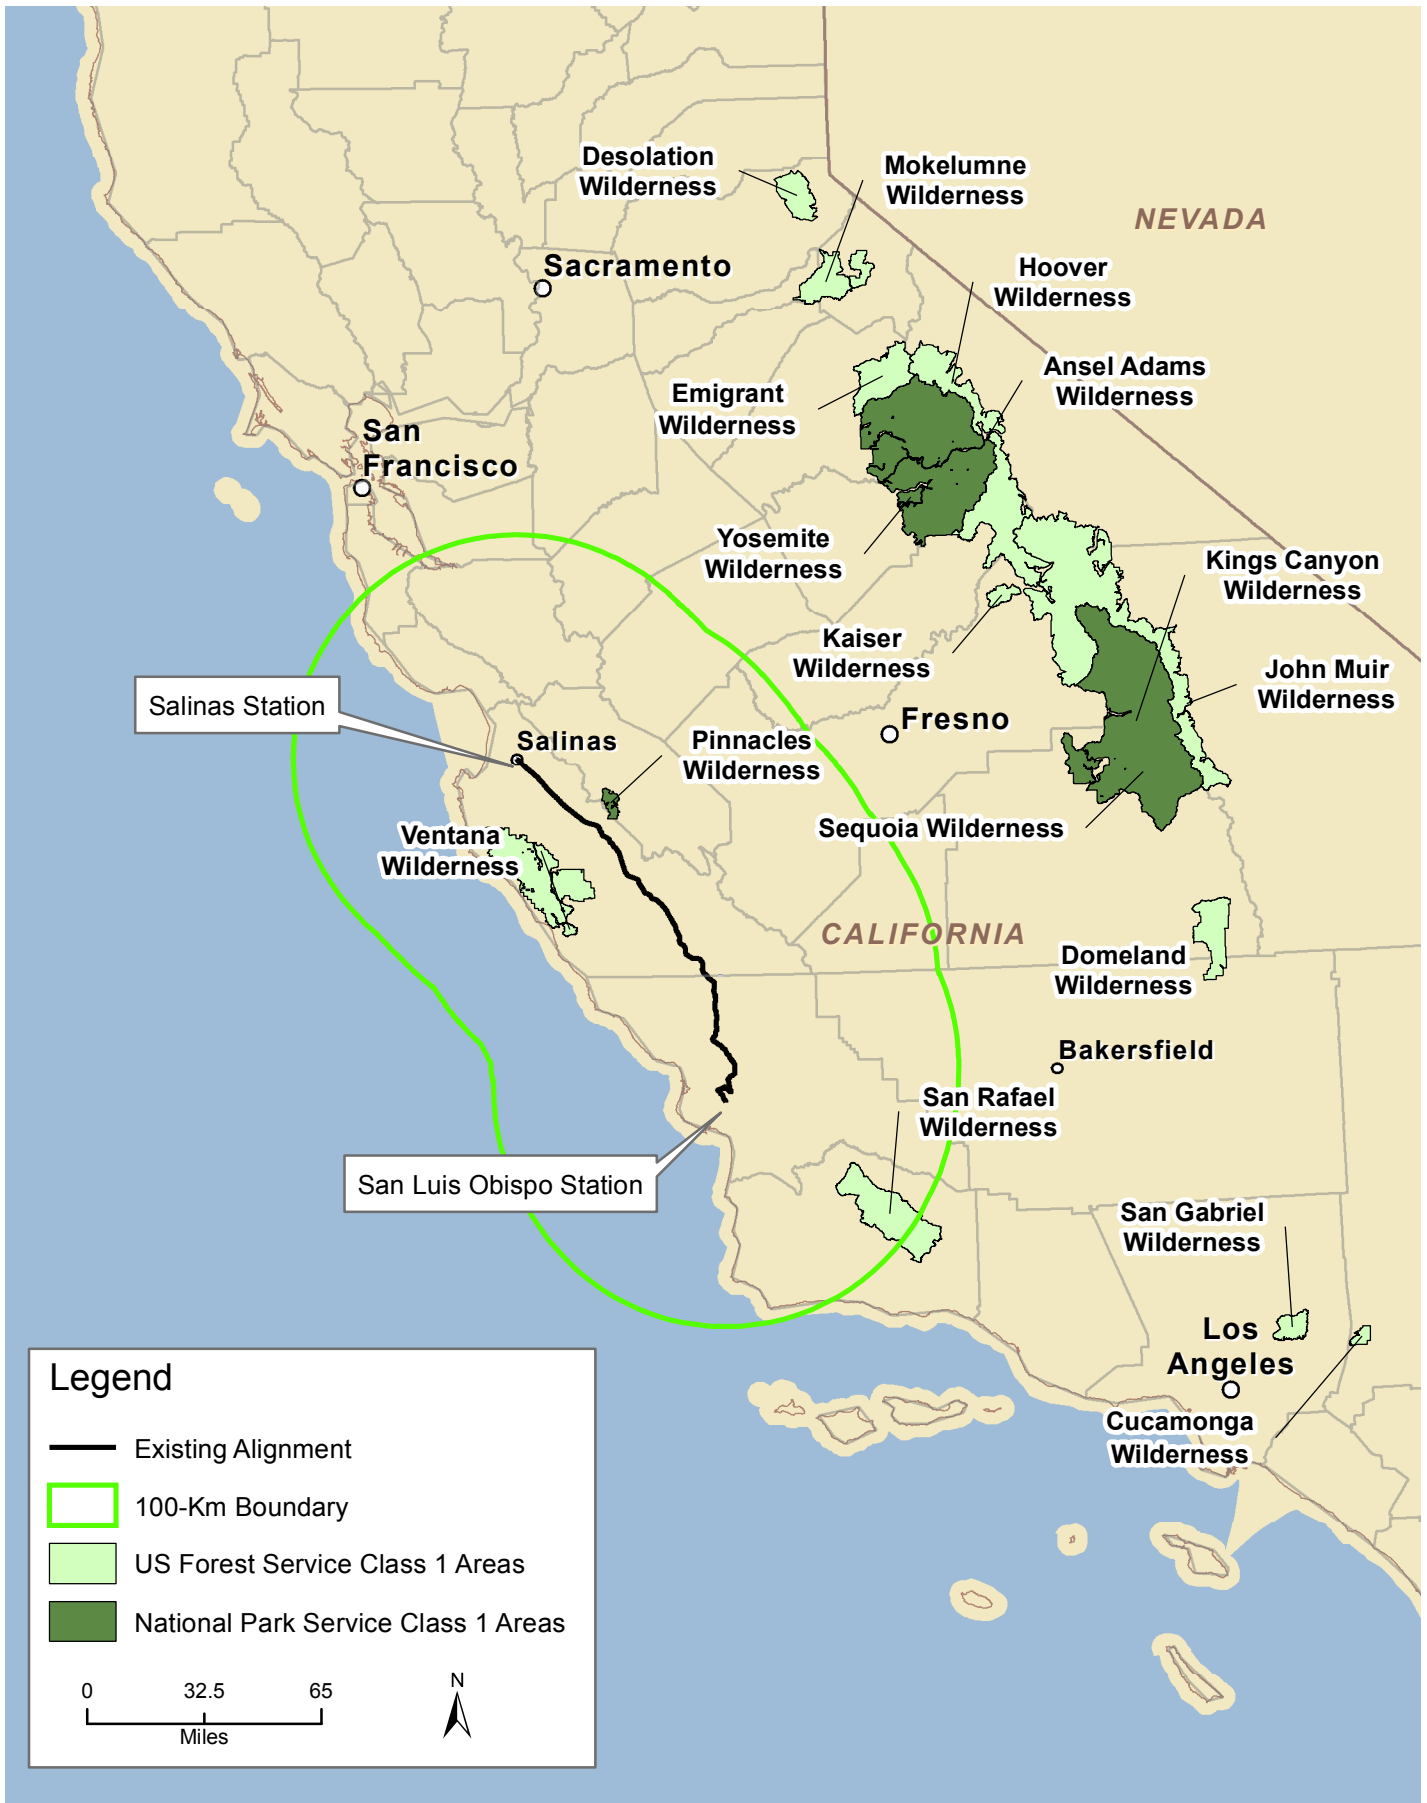 Desolation
Wilderness
Mokelumne
Wilderness
NEVADA
Sacramento
Hoover
Wilderness
Ansel Adams
Wilderness
Emigrant
Wilderness
San
Francisco
Yosemite
Wilderness
Kings Canyon
Wilderness
Kaiser
Wilderness
John Muir
Wilderness
Salinas Station
Salinas
Pinnacles
Wilderness
Fresno
Sequoia Wilderness
Ventana
Wilderness
CALIFORNIA
Domeland
Wilderness
Bakersfield
San Rafael
Wilderness
San Luis Obispo Station
San Gabriel
Wilderness
Los
Angeles
Cucamonga
Wilderness
Legend
Existing Alignment
100-Km Boundary
US Forest Service Class 1 Areas
National Park Service Class 1 Areas
0 32.5 65
Miles
N